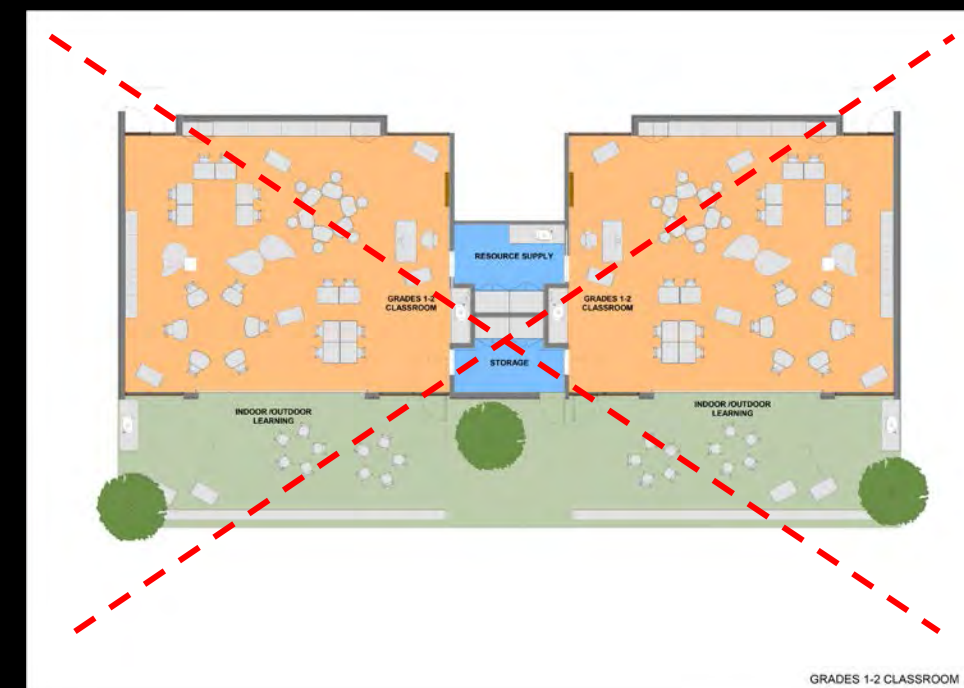 RESOURCE SUPPLY
GRADES 1-2
CLASSROOM
GRADES 1-2
CLASSROOM
STORAGE
INDOOR /OUTDOOR
LEARNING
INDOOR /OUTDOOR
LEARNING
GRADES 1-2 CLASSROOM